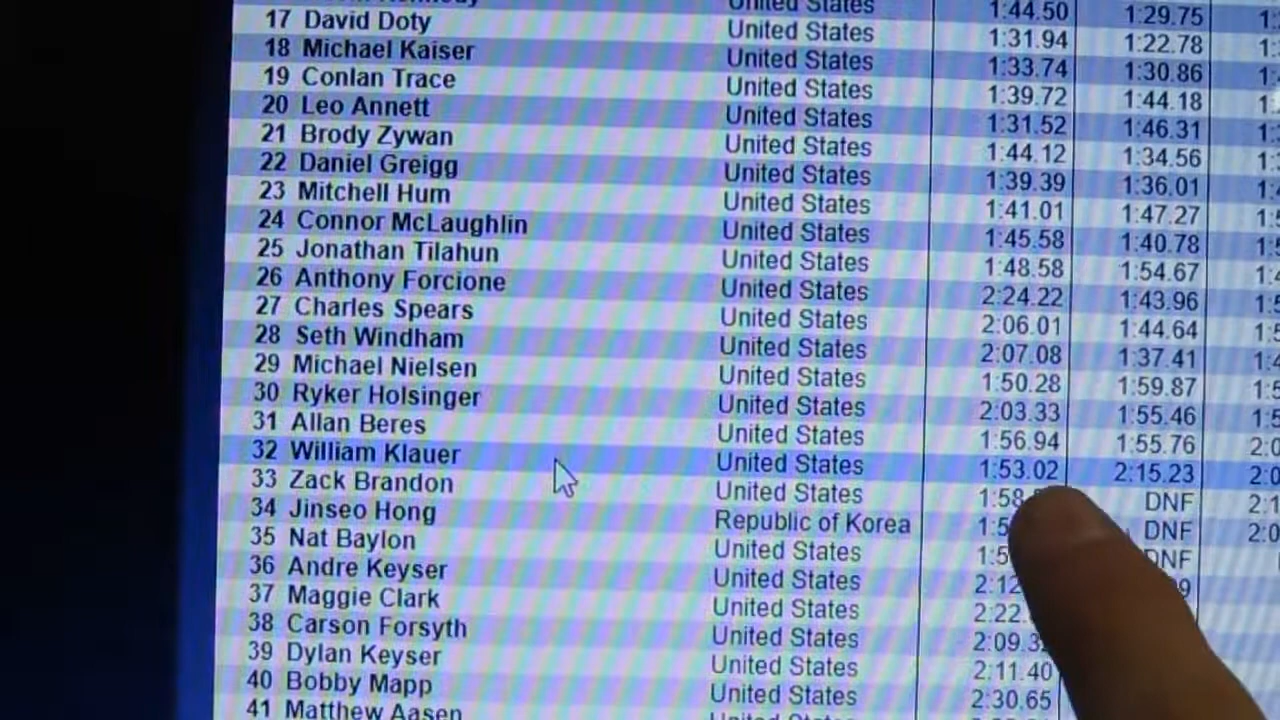 United States 1:44.50 1:29.75
17 David Doty United States 1:31.94 1:22.78
18 Michael Kaiser United States 1:33.74 1:30.86
19 Conlan Trace United States 1:39.72 1:44.18
20 Leo Annett United States 1:31.52 1:46.31
21 Brody Zywan United States 1:44.12 1:34.56
22 Daniel Greigg United States 1:39.39 1:36.01
23 Mitchell Hum United States 1:41.01 1:47.27
24 Connor McLaughlin United States 1:45.58 1:40.78
25 Jonathan Tilahun United States 1:48.58 1:54.67
26 Anthony Forcione United States 2:24.22 1:43.96
27 Charles Spears United States 2:06.01 1:44.64
28 Seth Windham United States 2:07.08 1:37.41
29 Michael Nielsen United States 1:50.28 1:59.87
30 Ryker Holsinger United States 2:03.33 1:55.46
31 Allan Beres United States 1:56.94 1:55.76
32 William Klauer United States 1:53.02 2:15.23
33 Zack Brandon United States DNF
34 Jinseo Hong Republic of Korea DNF
35 Nat Baylon United States DNF
36 Andre Keyser United States
37 Maggie Clark United States
38 Carson Forsyth United States
39 Dylan Keyser United States 2:11.40
40 Bobby Mapp United States 2:30.65
41 Matthew Aasen